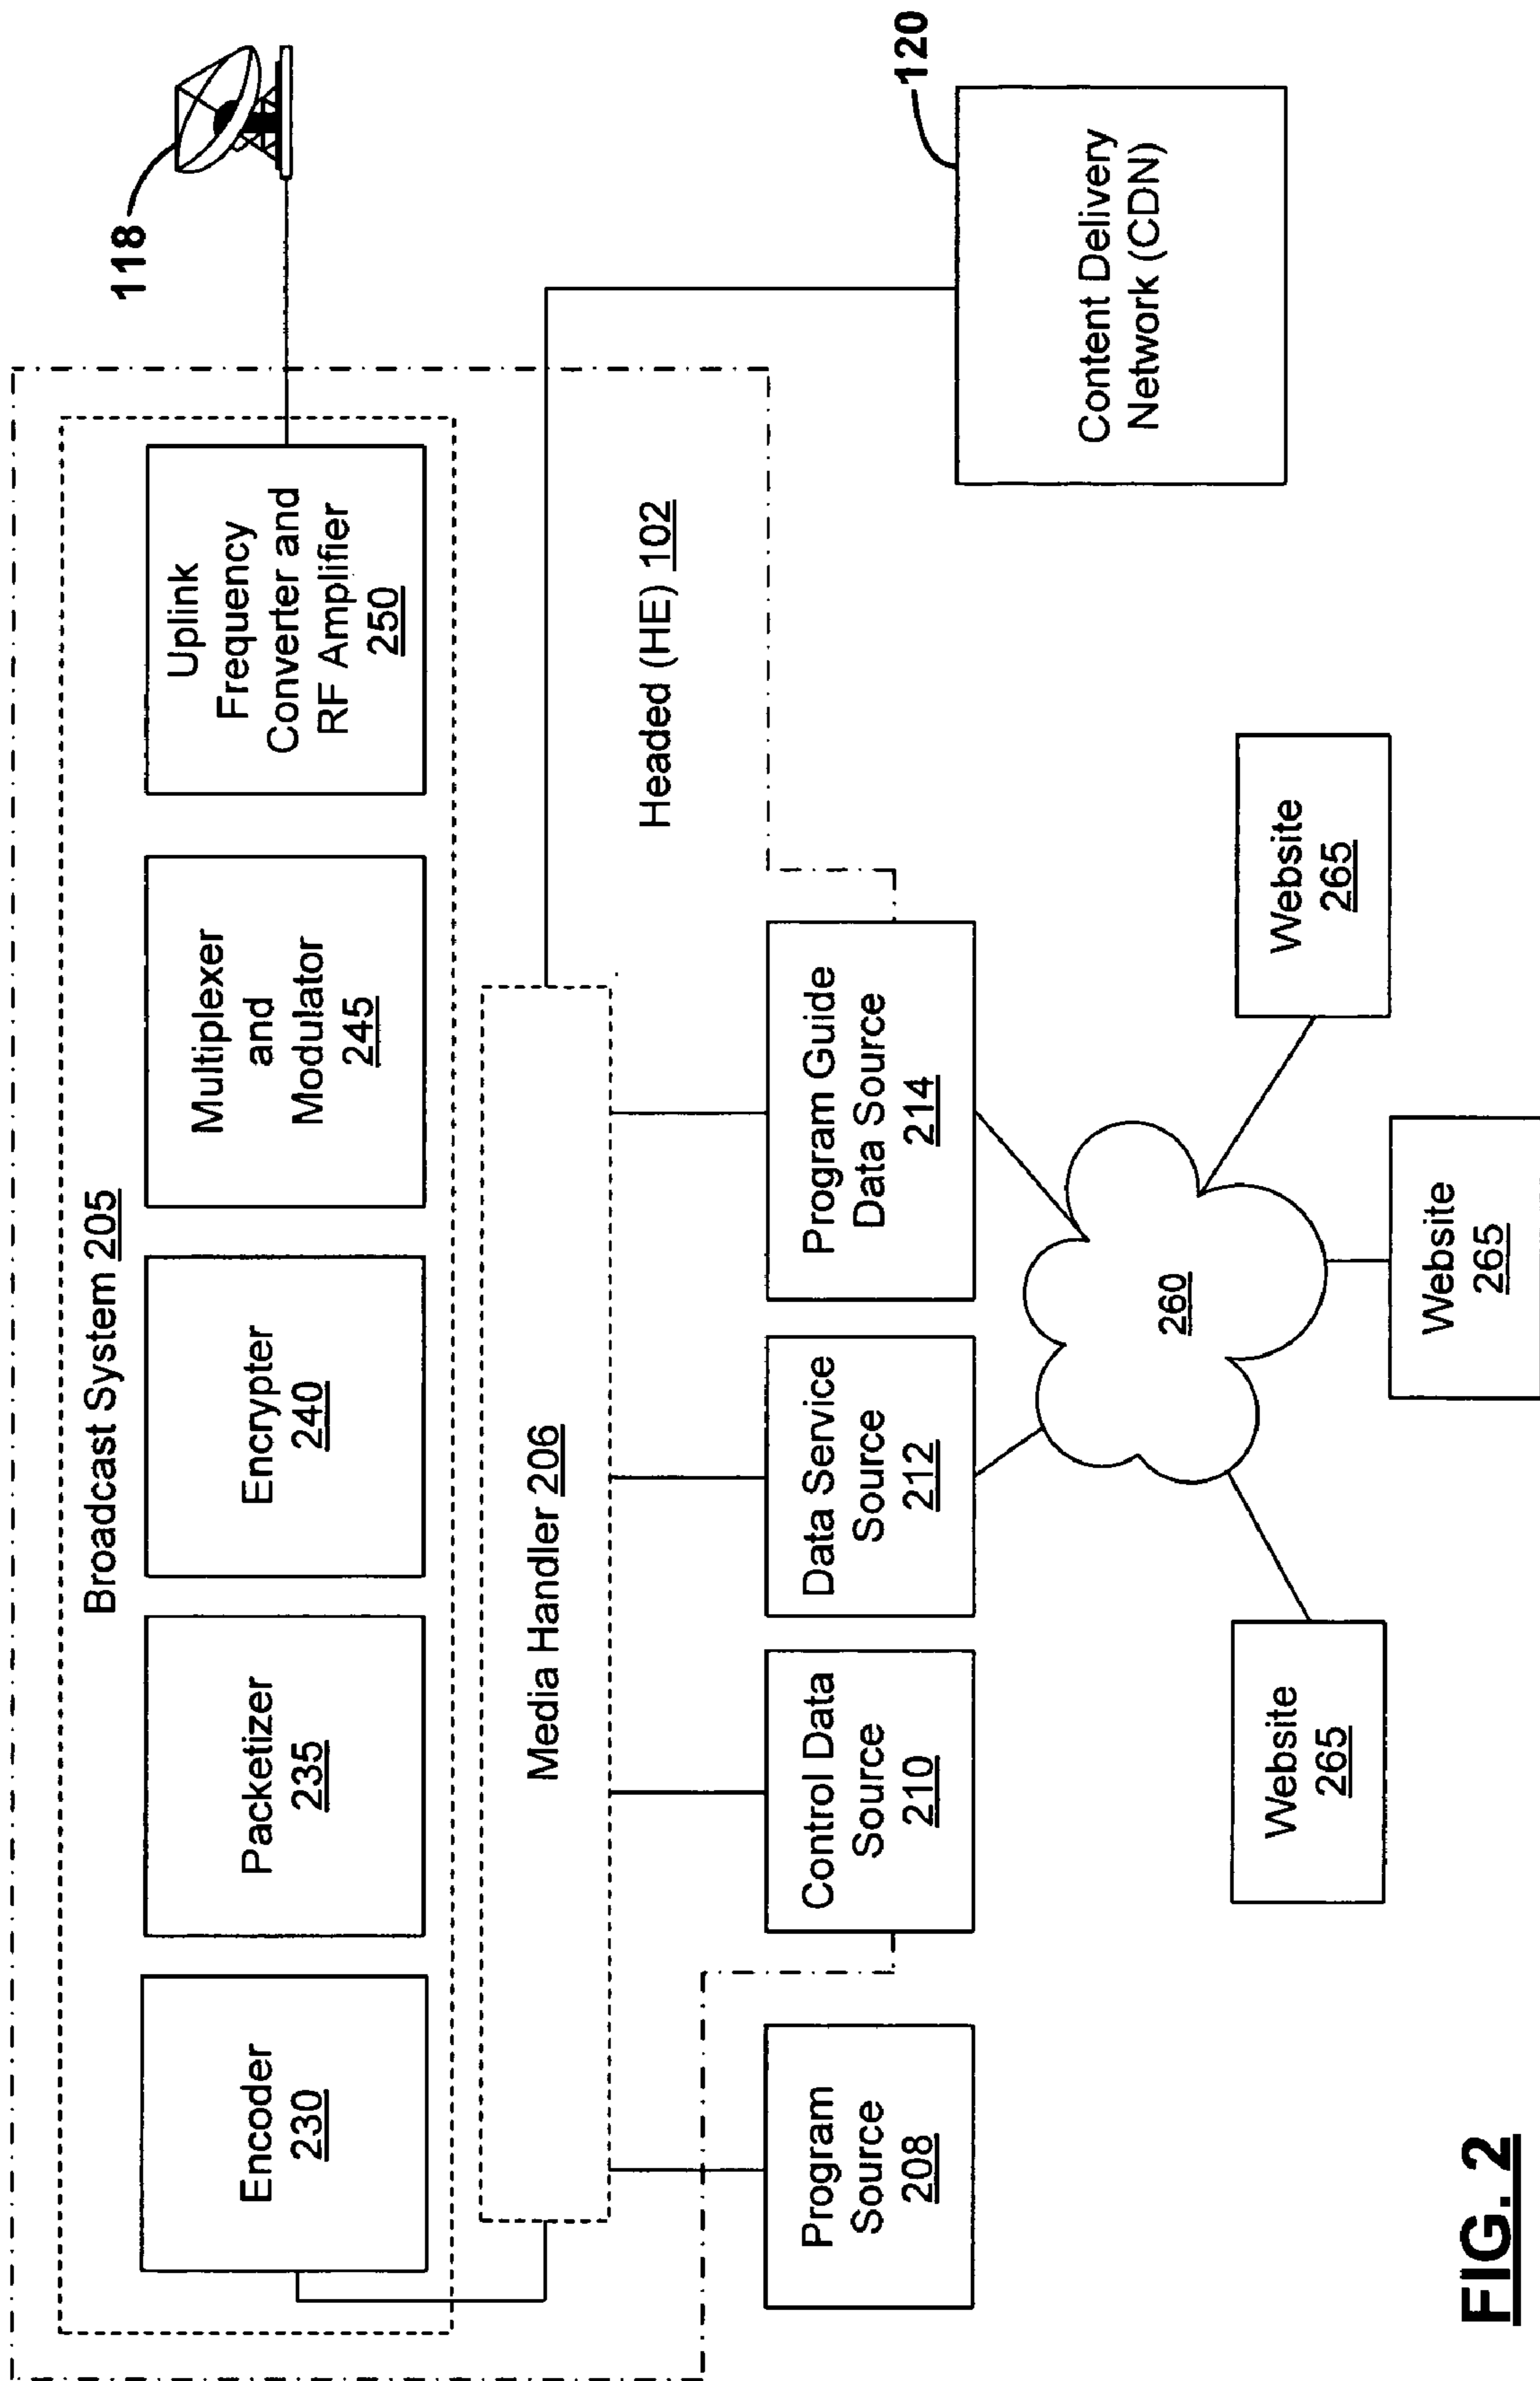 118
Broadcast System 205
Encoder
230
Packetizer
235
Encrypter
240
Multiplexer
and
Modulator
245
Uplink
Frequency
Converter and
RF Amplifier
250
Media Handler 206
Headed (HE) 102
120
Program
Source
208
Control Data
Source
210
Data Service
Source
212
Program Guide
Data Source
214
Content Delivery
Network (CDN)
260
Website
265
Website
265
Website
265
FIG. 2